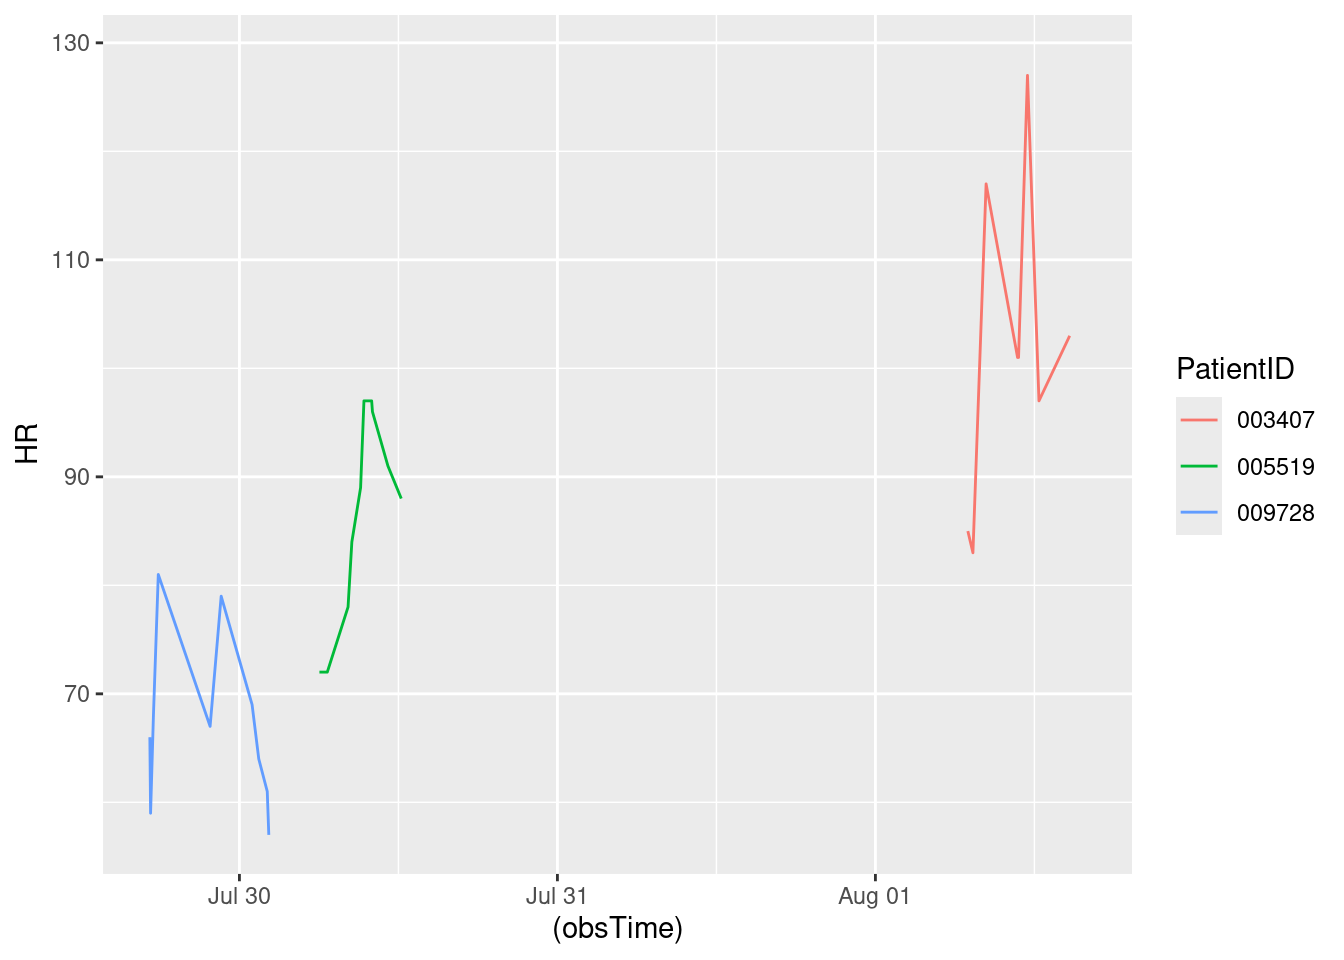 130
110
90
70
HR
Jul 30
Jul 31
Aug 01
(obsTime)
PatientID
003407
005519
009728